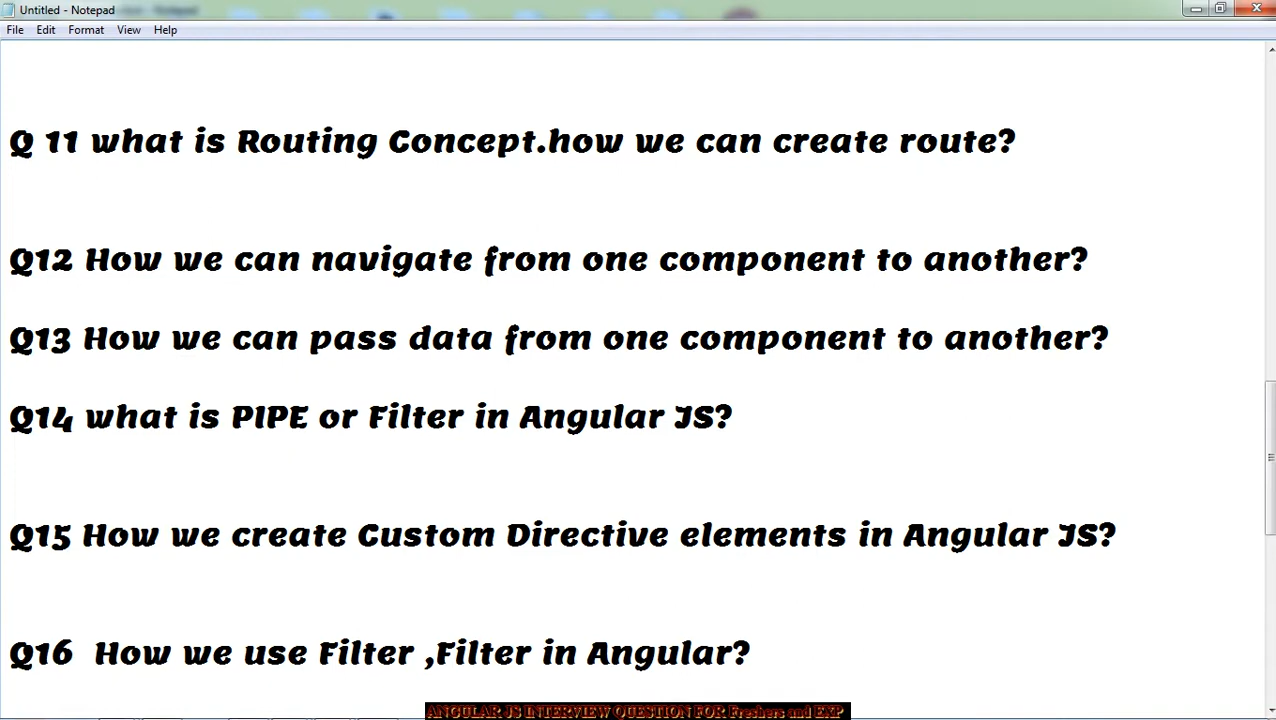 Untitled - Notepad
File Edit Format View Help
Q 11 what is Routing Concept.how we can create route?
Q12 How we can navigate from one component to another?
Q13 How we can pass data from one component to another?
Q14 what is PIPE or Filter in Angular JS?
Q15 How we create Custom Directive elements in Angular JS?
Q16 How we use Filter ,Filter in Angular?
ANGULAR JS INTERVIEW QUESTION FOR Freshers and EXP